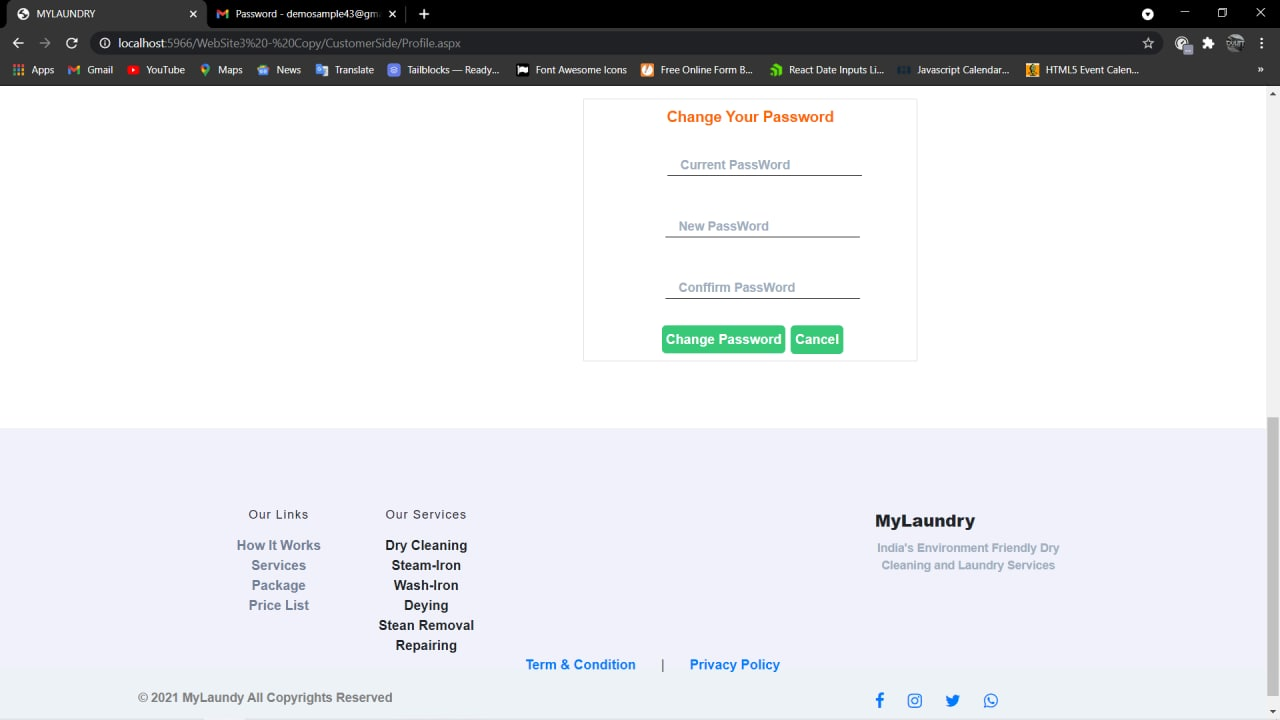 MYLAUNDRY
Password - demosample43@gm
localhost:5966/WebSite3%20-%20Copy/CustomerSide/Profile.aspx
Apps Gmail YouTube Maps News Translate Tailblocks — Ready... Font Awesome Icons Free Online Form B... React Date Inputs Li... Javascript Calendar... HTML5 Event Calen... »
Change Your Password
Current PassWord
New PassWord
Conffirm PassWord
Change Password Cancel
Our Links
How It Works
Services
Package
Price List
Our Services
Dry Cleaning
Steam-Iron
Wash-Iron
Deying
Stean Removal
Repairing
MyLaundry
India's Environment Friendly Dry
Cleaning and Laundry Services
Term & Condition | Privacy Policy
© 2021 MyLaundy All Copyrights Reserved